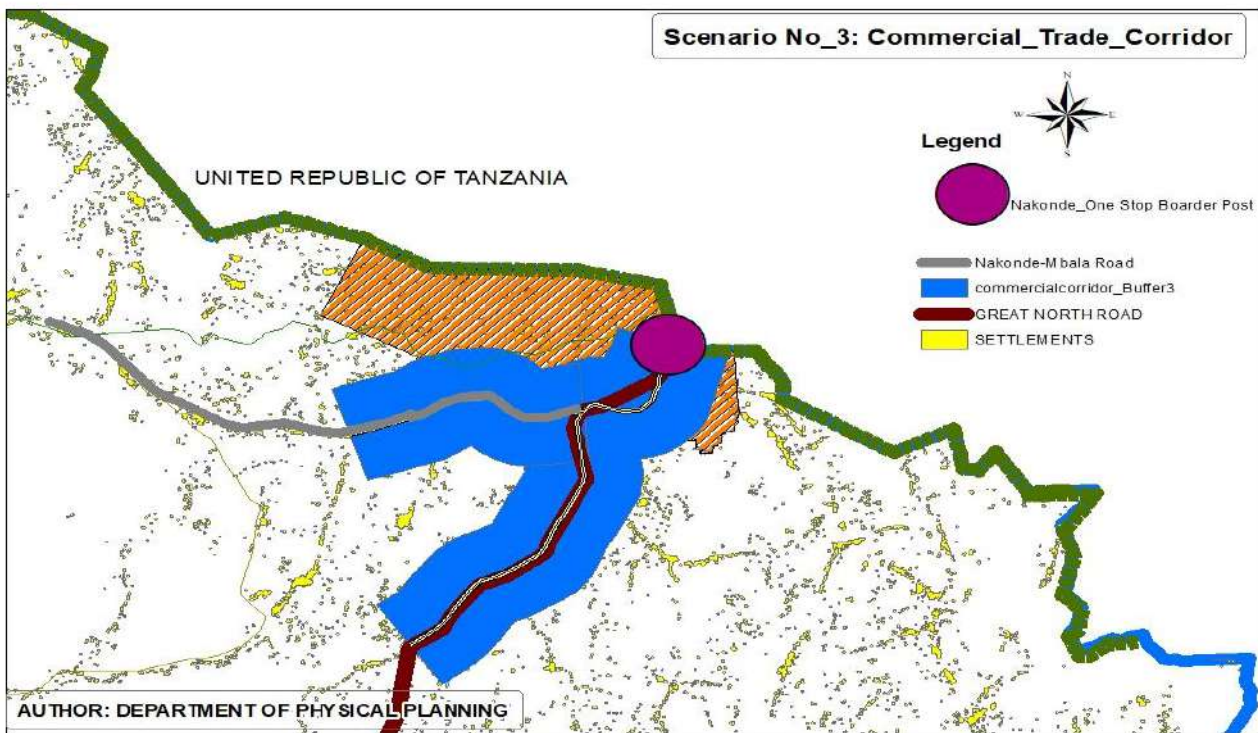 Scenario No_3: Commercial_Trade_Corridor
N
W E
S
UNITED REPUBLIC OF TANZANIA
Legend
Nakonde_One Stop Boarder Post
Nakonde-Mbala Road
commercialcorridor_Buffer3
GREAT NORTH ROAD
SETTLEMENTS
AUTHOR: DEPARTMENT OF PHYSICAL PLANNING